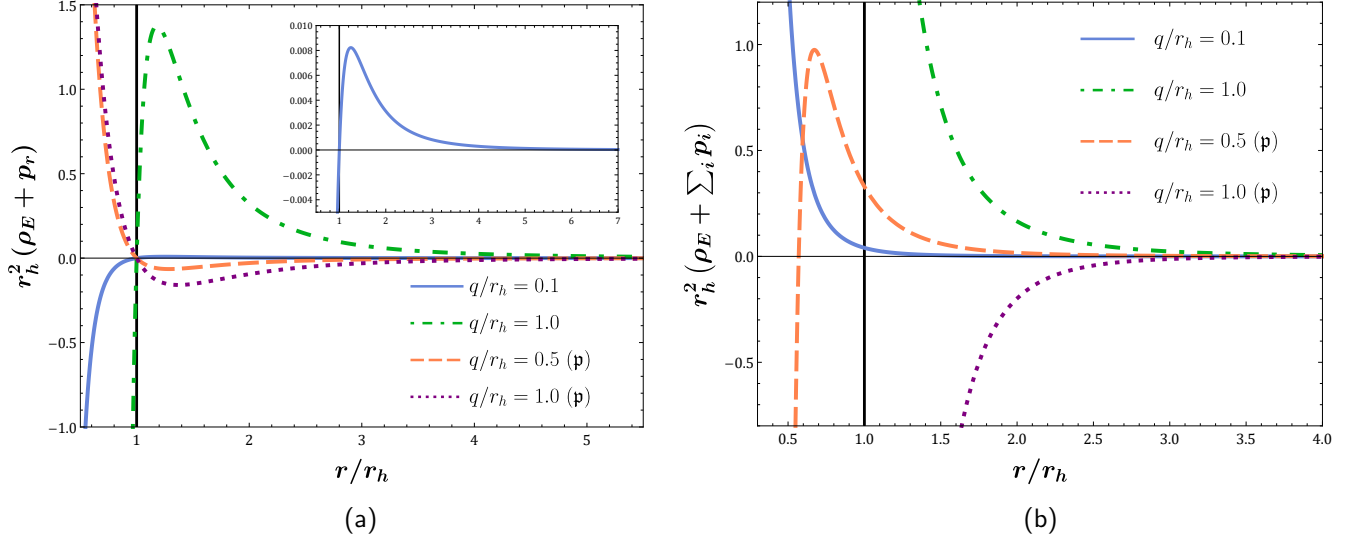 r_h^2 (ρ_E + p_r)
1.5
1.0
0.5
0.0
−0.5
−1.0
1
2
3
4
5
r/r_h
0.010
0.008
0.006
0.004
0.002
0.000
−0.002
−0.004
1
2
3
4
5
6
7
q/r_h = 0.1
q/r_h = 1.0
q/r_h = 0.5 (𝔭)
q/r_h = 1.0 (𝔭)
(a)
r_h^2 (ρ_E + ∑_i p_i)
1.0
0.5
0.0
−0.5
0.5
1.0
1.5
2.0
2.5
3.0
3.5
4.0
r/r_h
q/r_h = 0.1
q/r_h = 1.0
q/r_h = 0.5 (𝔭)
q/r_h = 1.0 (𝔭)
(b)